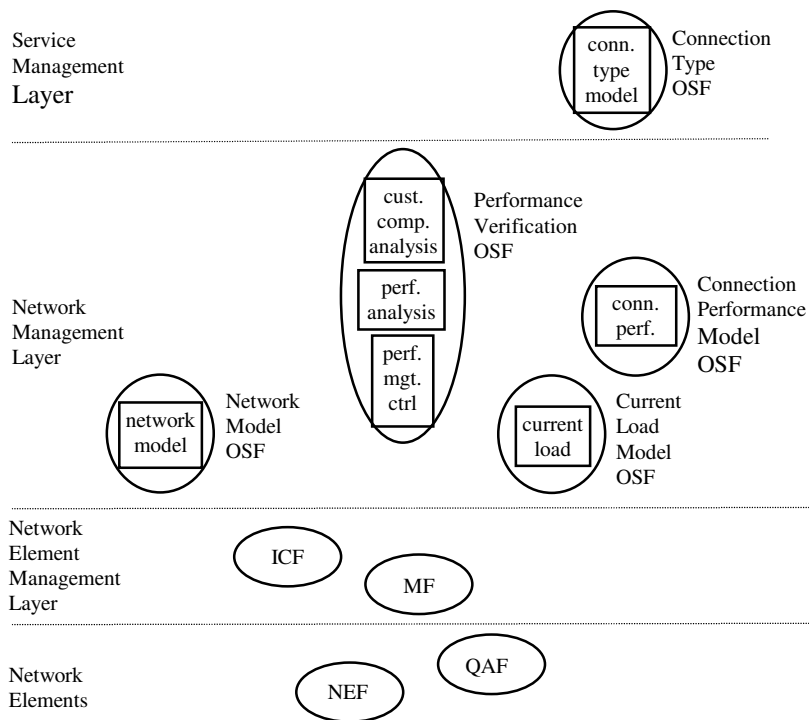 Service
Management
Layer
conn.
type
model
Connection
Type
OSF
cust.
comp.
analysis
perf.
analysis
perf.
mgt.
ctrl
Performance
Verification
OSF
Network
Management
Layer
conn.
perf.
Connection
Performance
Model
OSF
network
model
Network
Model
OSF
current
load
Current
Load
Model
OSF
Network
Element
Management
Layer
ICF
MF
Network
Elements
NEF
QAF